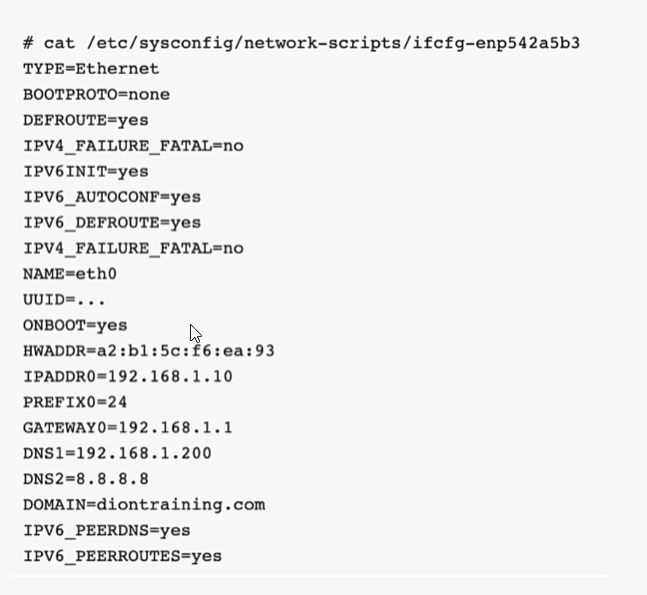 # cat /etc/sysconfig/network-scripts/ifcfg-enp542a5b3
TYPE=Ethernet
BOOTPROTO=none
DEFROUTE=yes
IPV4_FAILURE_FATAL=no
IPV6INIT=yes
IPV6_AUTOCONF=yes
IPV6_DEFROUTE=yes
IPV4_FAILURE_FATAL=no
NAME=eth0
UUID=...
ONBOOT=yes
HWADDR=a2:b1:5c:f6:ea:93
IPADDR0=192.168.1.10
PREFIX0=24
GATEWAY0=192.168.1.1
DNS1=192.168.1.200
DNS2=8.8.8.8
DOMAIN=diontraining.com
IPV6_PEERDNS=yes
IPV6_PEERROUTES=yes